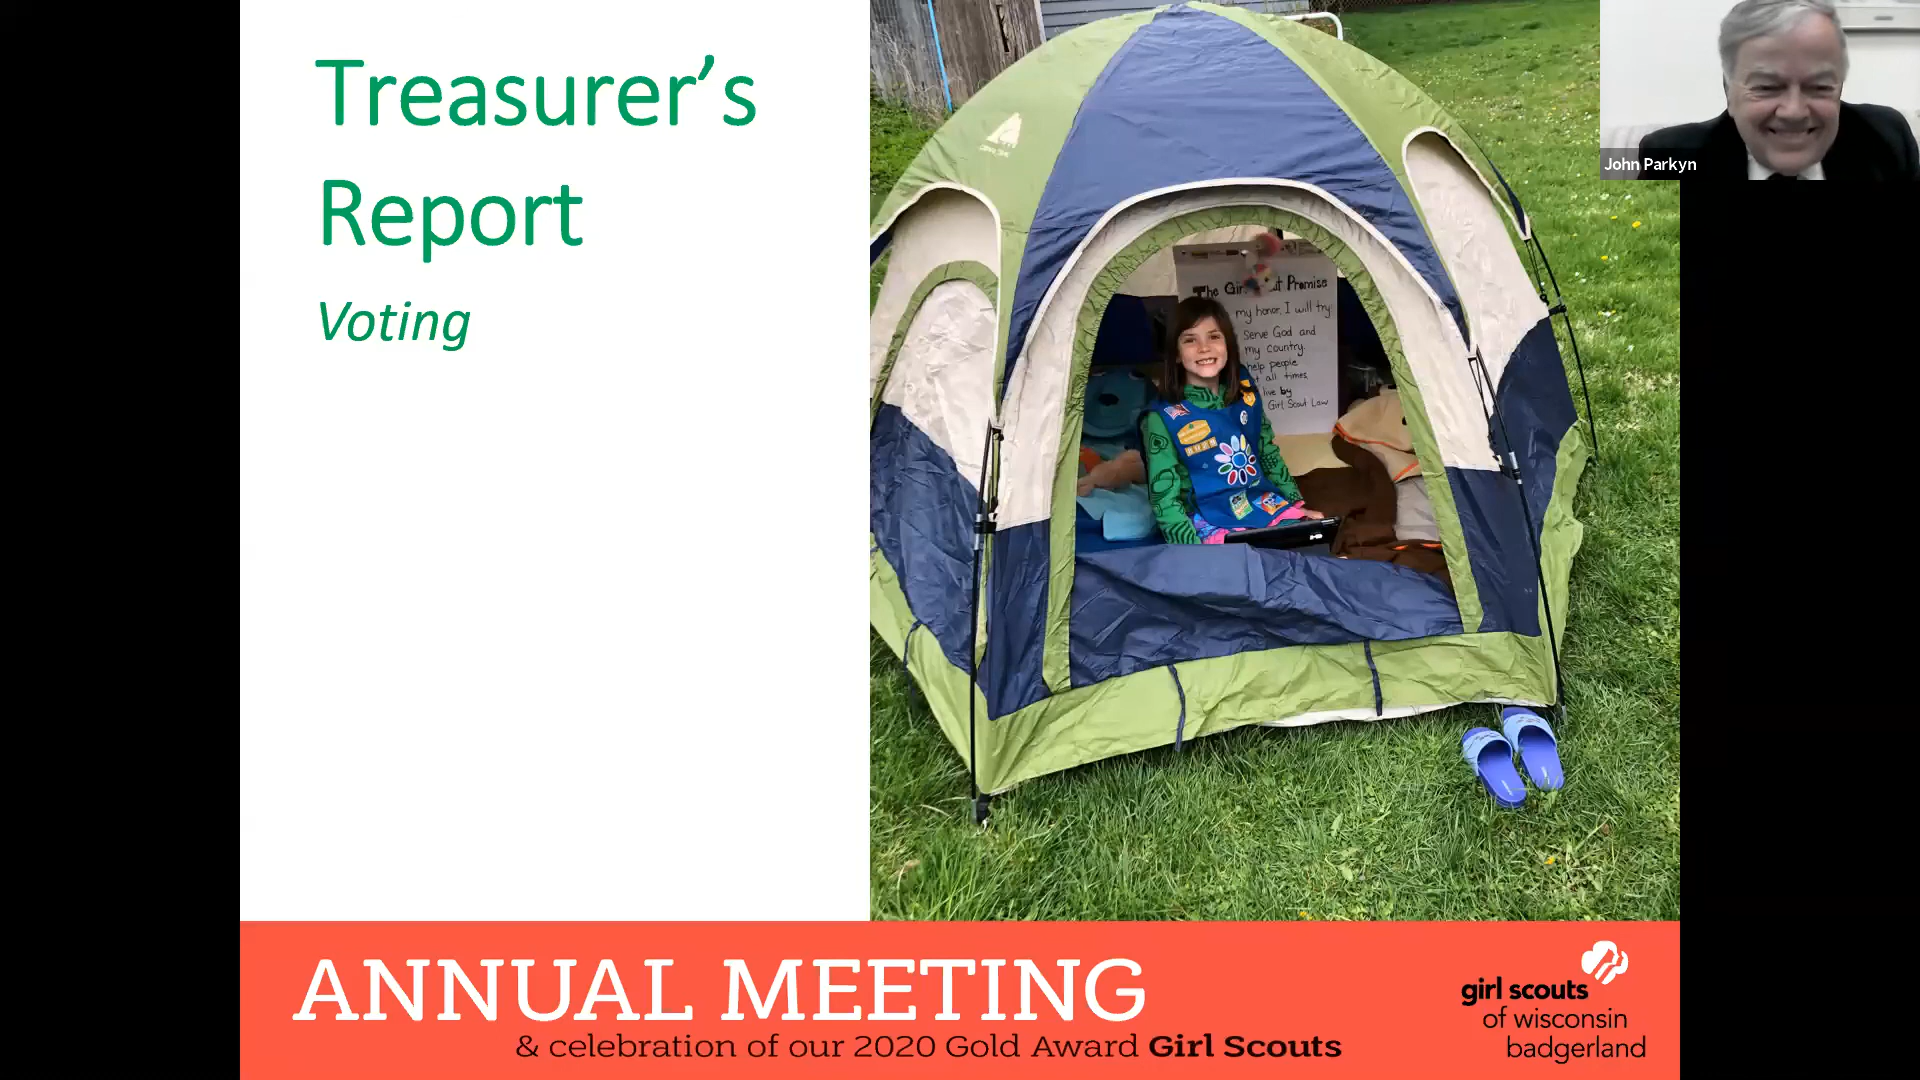 Treasurer's
Report
Voting
John Parkyn
The Girl Promise
my honor, I will try
Serve God and
my country.
help people
at all times,
live by
Girl Scout Law
ANNUAL MEETING
& celebration of our 2020 Gold Award Girl Scouts
girl scouts
of wisconsin
badgerland